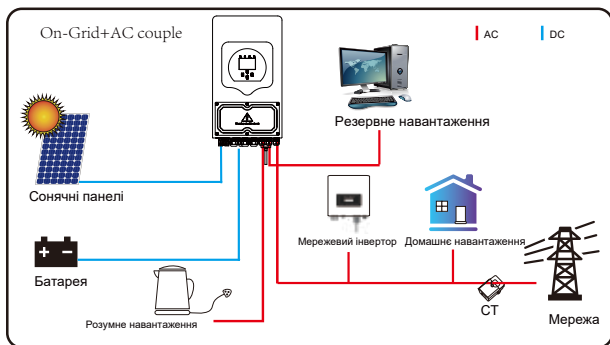 On-Grid+AC couple
AC
DC
Резервне навантаження
Сонячні панелі
Мережевий інвертор
Домашнє навантаження
Батарея
CT
Мережа
Розумне навантаження